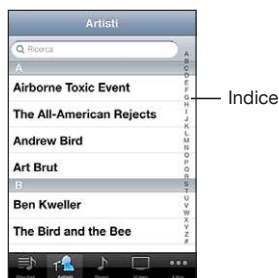 Artisti
Ricerca
A
Airborne Toxic Event
The All-American Rejects
Andrew Bird
Art Brut
B
Ben Kweller
The Bird and the Bee
A
B
C
D
E
F
G
H
I
J
K
L
M
N
O
P
Q
R
S
T
U
V
W
X
Y
Z
#
Indice
Artisti